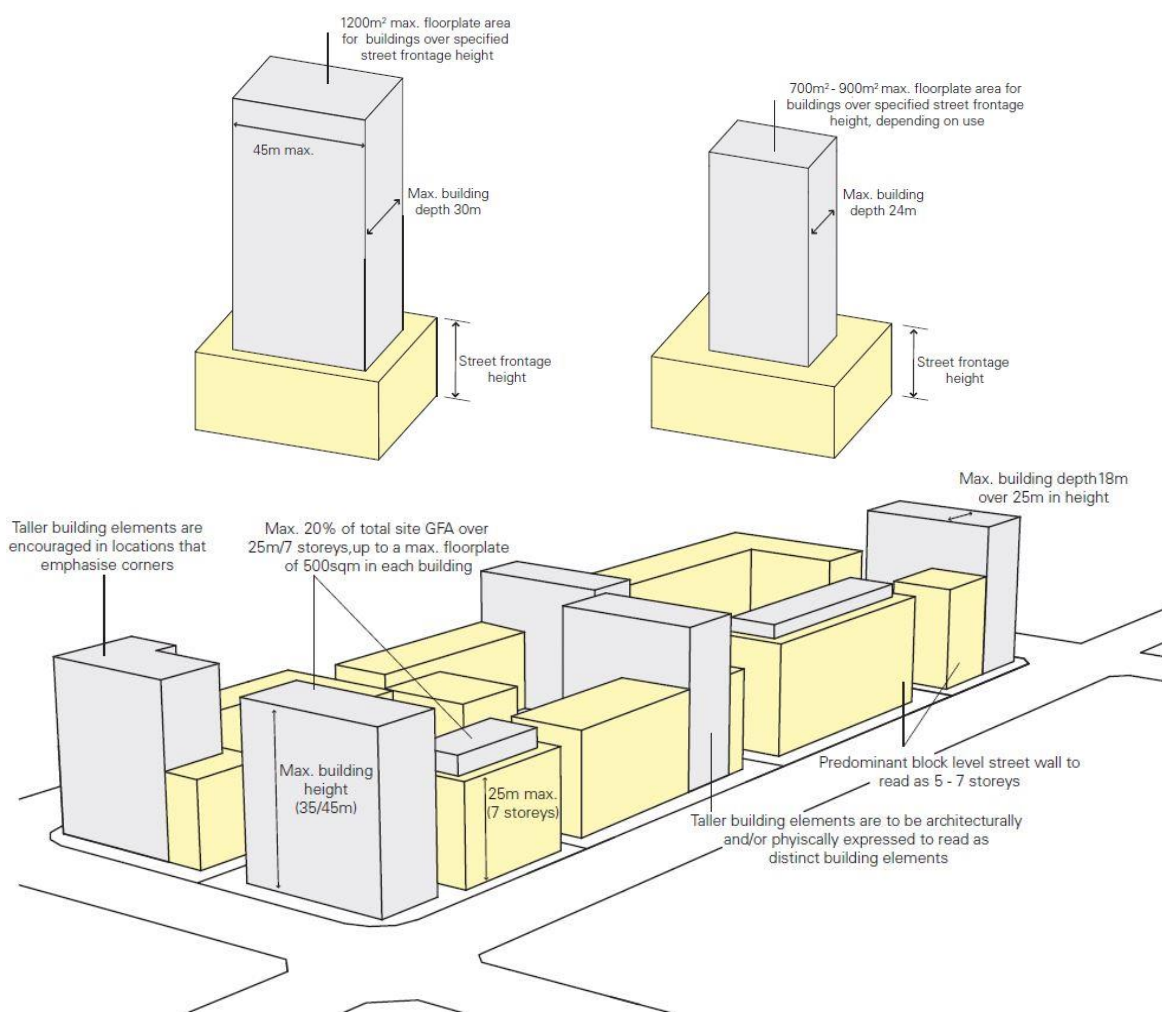 1200m² max. floorplate area
for buildings over specified
street frontage height
45m max.
Max. building
depth 30m
Street frontage
height
700m² - 900m² max. floorplate area for
buildings over specified street frontage
height, depending on use
Max. building
depth 24m
Street frontage
height
Taller building elements are
encouraged in locations that
emphasise corners
Max. 20% of total site GFA over
25m/7 storeys,up to a max. floorplate
of 500sqm in each building
Max. building depth18m
over 25m in height
Max. building
height
(35/45m)
25m max.
(7 storeys)
Predominant block level street wall to
read as 5 - 7 storeys
Taller building elements are to be architecturally
and/or phyiscally expressed to read as
distinct building elements